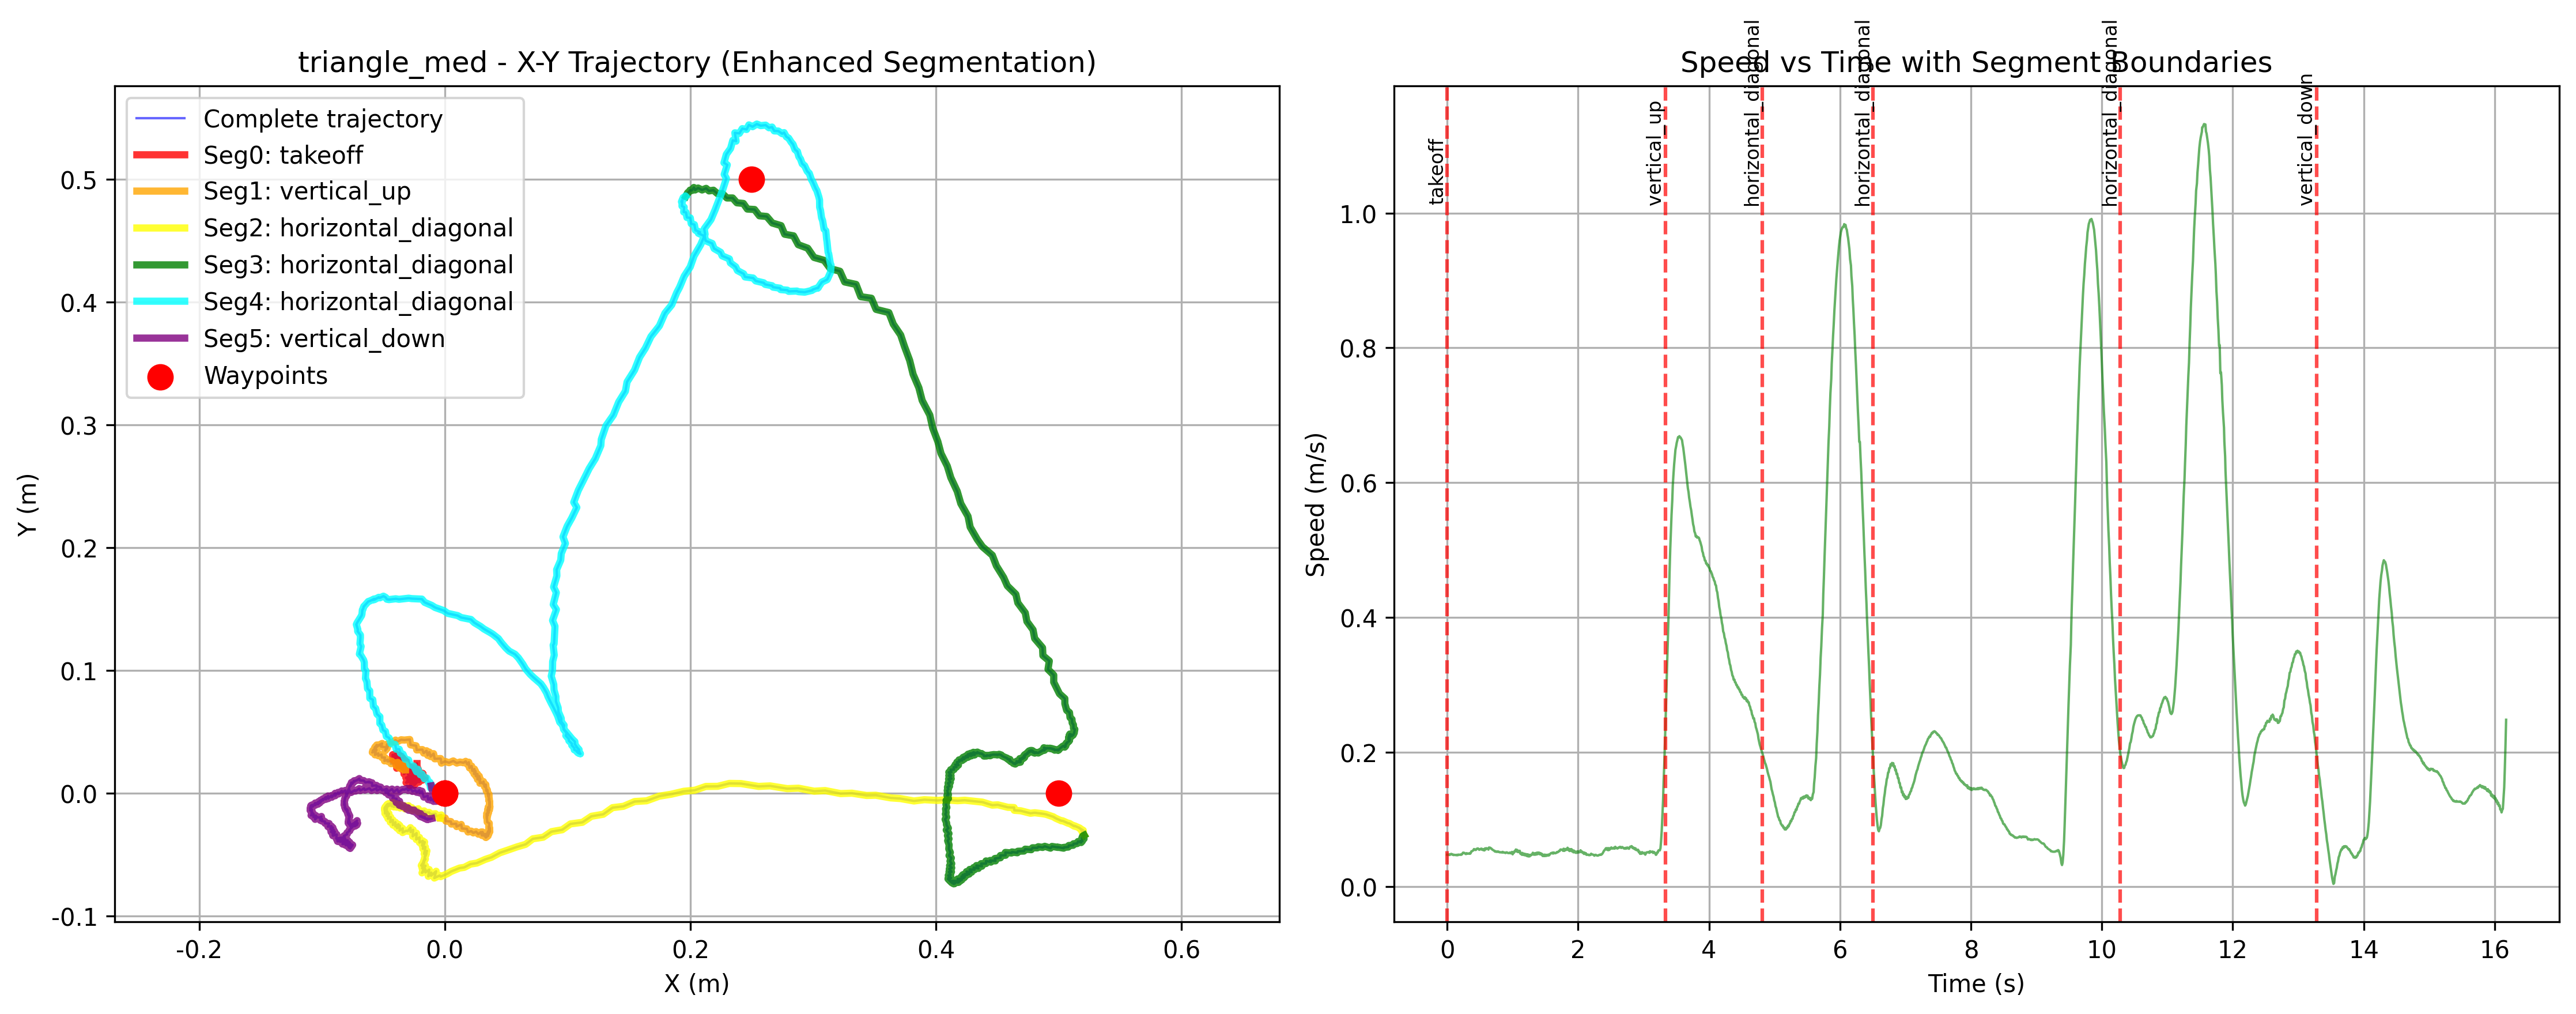 triangle_med - X-Y Trajectory (Enhanced Segmentation)
Complete trajectory
Seg0: takeoff
Seg1: vertical_up
Seg2: horizontal_diagonal
Seg3: horizontal_diagonal
Seg4: horizontal_diagonal
Seg5: vertical_down
Waypoints
Y (m)
0.5
0.4
0.3
0.2
0.1
0.0
-0.1
-0.2
0.0
0.2
0.4
0.6
X (m)
Speed vs Time with Segment Boundaries
takeoff
vertical_up
horizontal_diagonal
horizontal_diagonal
horizontal_diagonal
vertical_down
Speed (m/s)
1.0
0.8
0.6
0.4
0.2
0.0
0
2
4
6
8
10
12
14
16
Time (s)